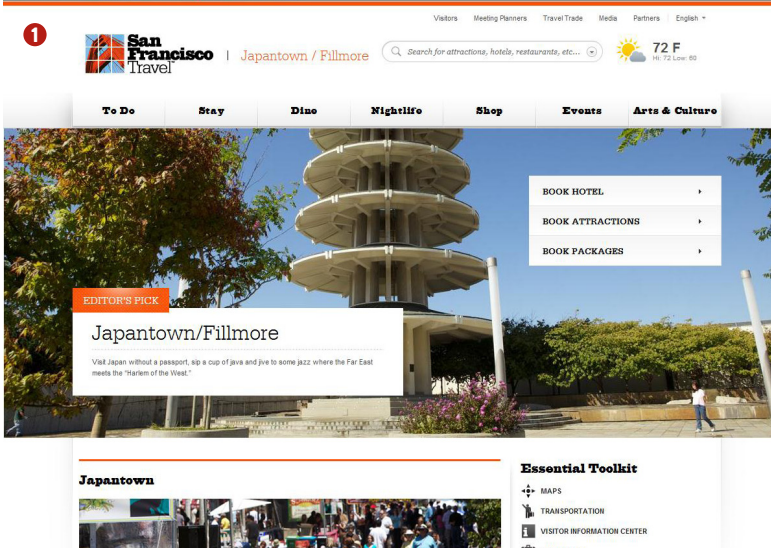 1
Visitors Meeting Planners Travel Trade Media Partners English
San
Francisco
Travel
| Japantown / Fillmore
Search for attractions, hotels, restaurants, etc...
72 F
Hi: 72 Low: 60
To Do Stay Dine Nightlife Shop Events Arts & Culture
BOOK HOTEL
BOOK ATTRACTIONS
BOOK PACKAGES
EDITOR'S PICK
Japantown/Fillmore
Visit Japan without a passport, sip a cup of java and jive to some jazz where the Far East
meets the "Harlem of the West."
Japantown
Essential Toolkit
MAPS
TRANSPORTATION
VISITOR INFORMATION CENTER